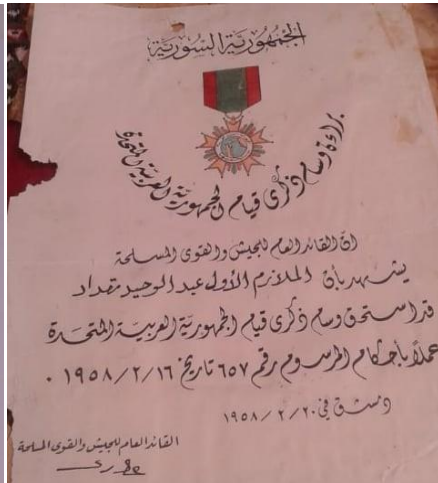 الجمهورية السورية
براءة وسام ذكرى قيام الجمهورية العربية المتحدة
ان القائد العام للجيش والقوى المسلحة
يشهد بأن الملازم الأول عبد الوحيد مقداد
قد استحق وسام ذكرى قيام الجمهورية العربية المتحدة
عملاً بأحكام المرسوم رقم ٦٥٧ تاريخ ١٩٥٨/٢/١٦ .
دمشق في ١٩٥٨/٢/٢٠
القائد العام للجيش والقوى المسلحة